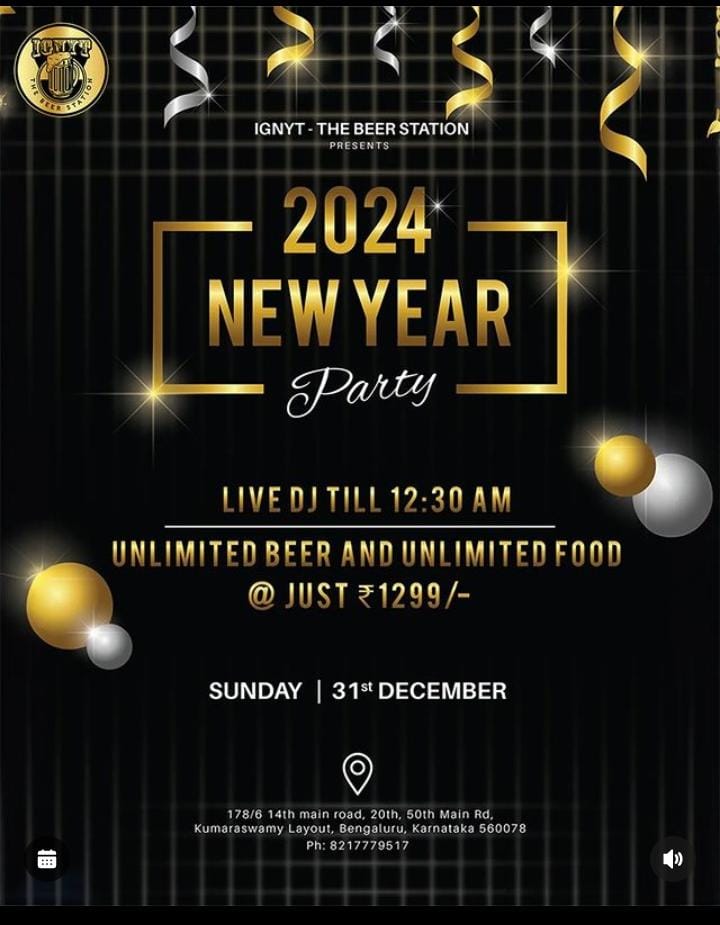 IGNYT
THE BEER STATION
IGNYT - THE BEER STATION
PRESENTS
2024
NEW YEAR
Party
LIVE DJ TILL 12:30 AM
UNLIMITED BEER AND UNLIMITED FOOD
@ JUST ₹1299/-
SUNDAY | 31st DECEMBER
178/6 14th main road, 20th, 50th Main Rd,
Kumaraswamy Layout, Bengaluru, Karnataka 560078
Ph: 8217779517